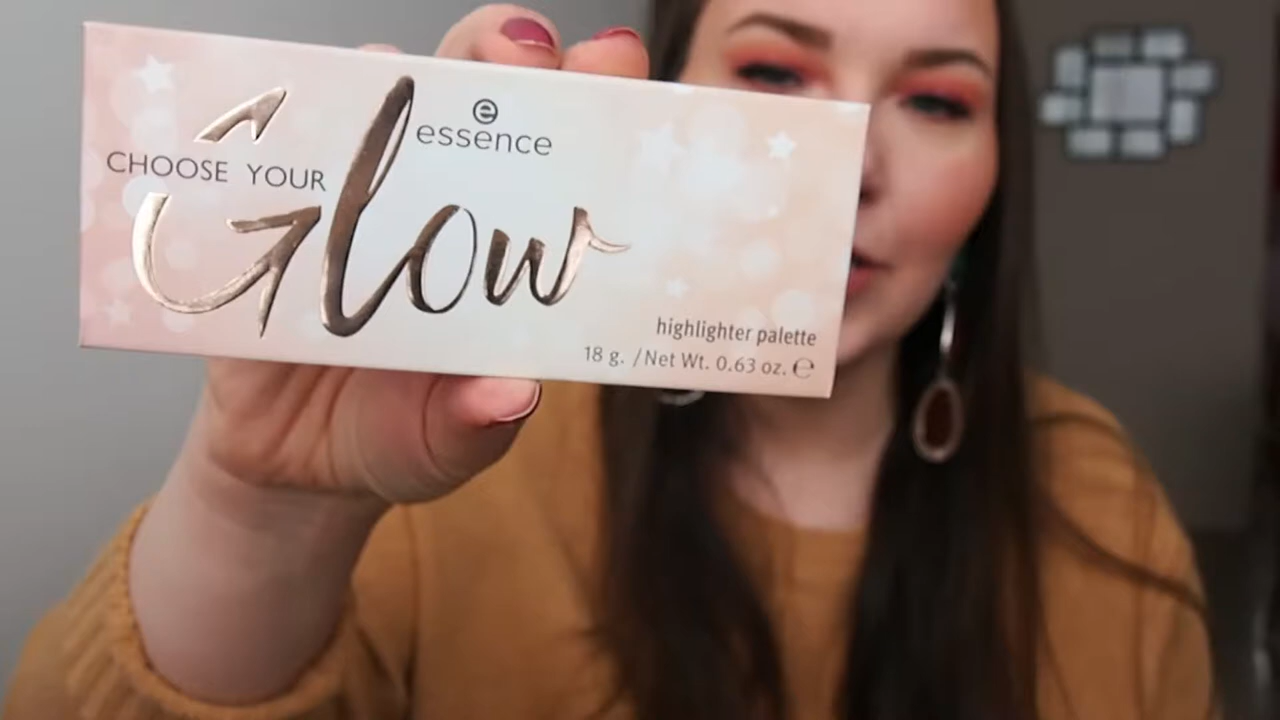 essence
CHOOSE YOUR
Glow
highlighter palette
18 g. / Net Wt. 0.63 oz. ℮